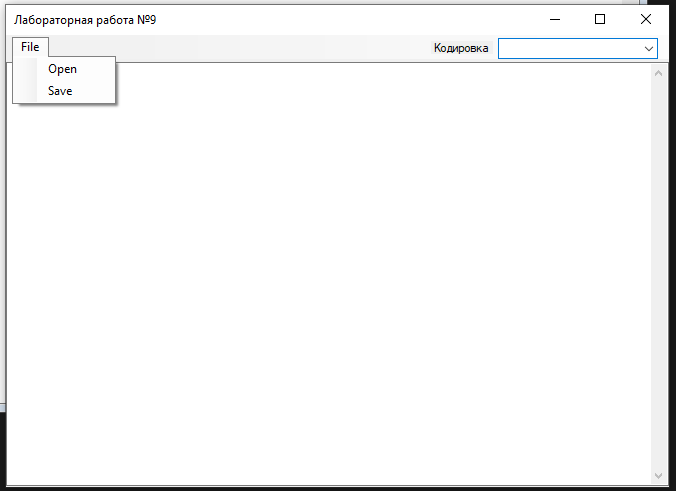 Лабораторная работа №9
File
Кодировка
Open
Save